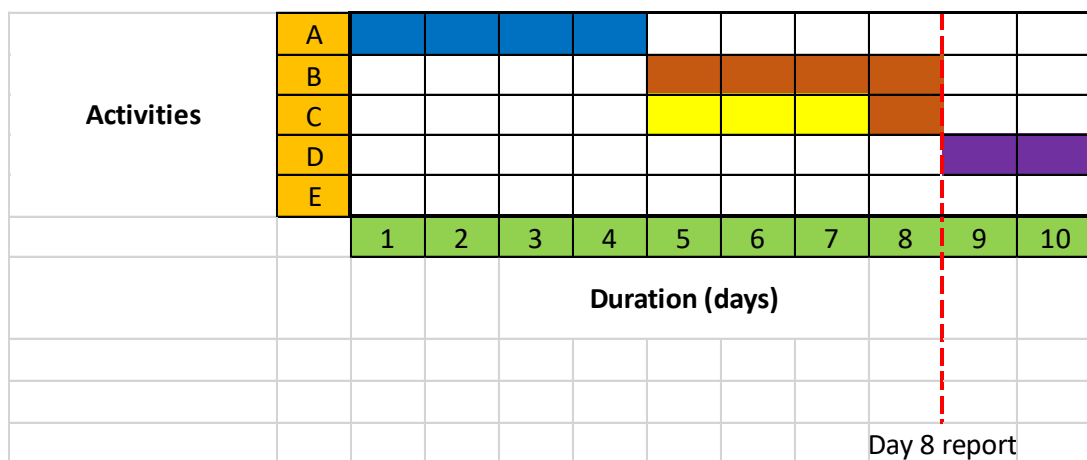 A
B
Activities
C
D
E
1 2 3 4 5 6 7 8 9 10
Duration (days)
Day 8 report